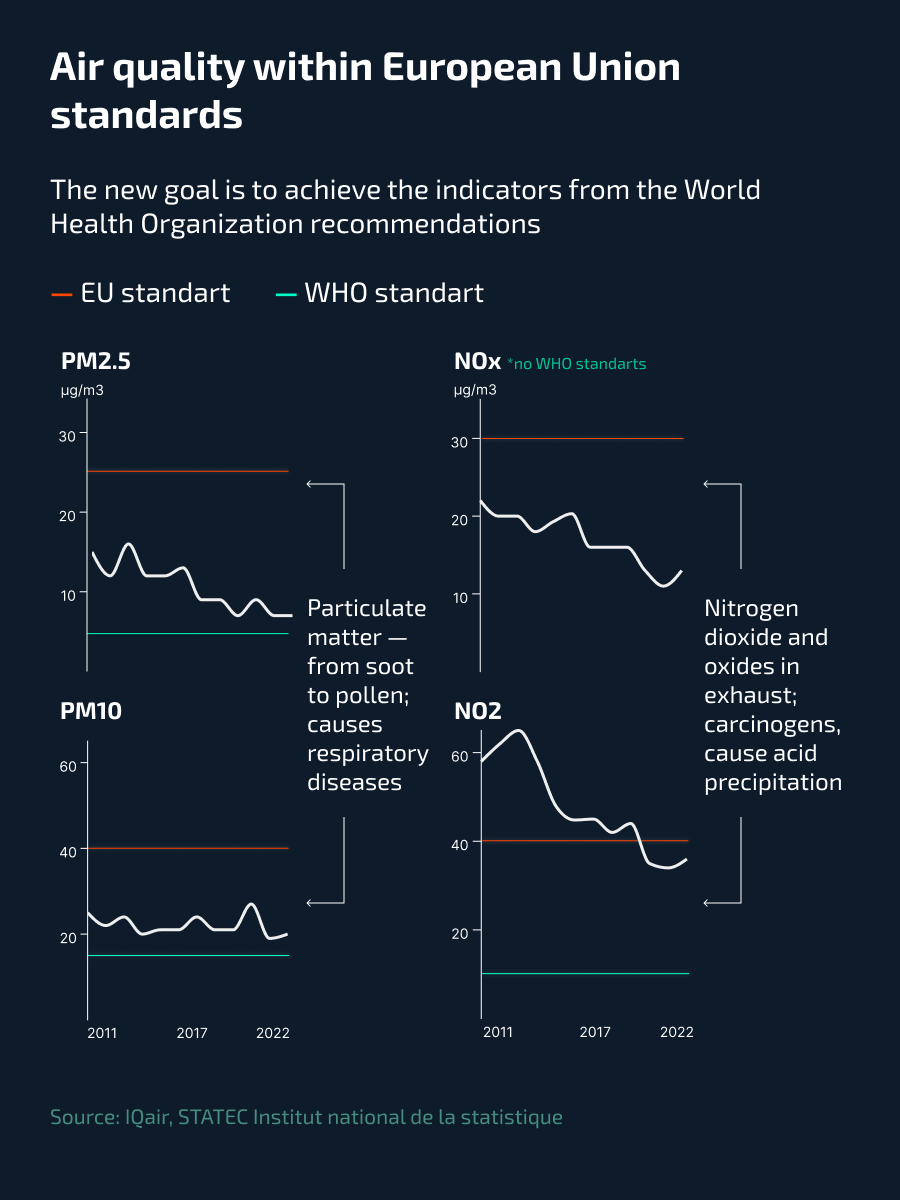 Air quality within European Union
standards
The new goal is to achieve the indicators from the World
Health Organization recommendations
— EU standart — WHO standart
PM2.5
µg/m3
30
20
10
NOx *no WHO standarts
µg/m3
30
20
10
Particulate
matter —
from soot
to pollen;
causes
respiratory
diseases
Nitrogen
dioxide and
oxides in
exhaust;
carcinogens,
cause acid
precipitation
PM10
60
40
20
2011 2017 2022
NO2
60
40
20
2011 2017 2022
Source: IQair, STATEC Institut national de la statistique